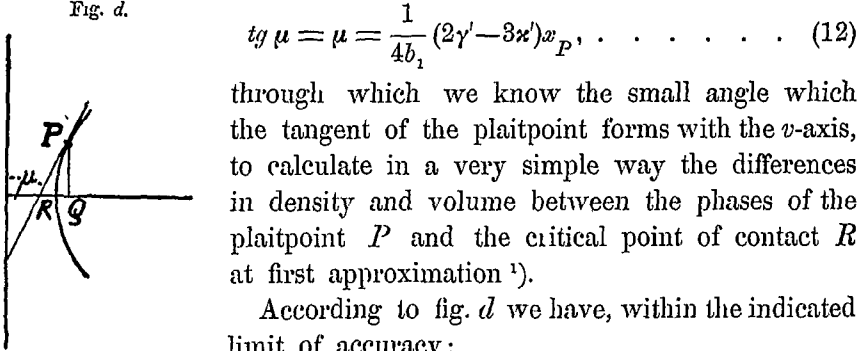 Fig. d.
tg μ = μ = 1/4b₁ (2γ'—3ϰ')x_P, . . . . . . . (12)
P
μ.
R Q
through which we know the small angle which
the tangent of the plaitpoint forms with the v-axis,
to calculate in a very simple way the differences
in density and volume between the phases of the
plaitpoint P and the critical point of contact R
at first approximation ¹).
According to fig. d we have, within the indicated
limit of accuracy: